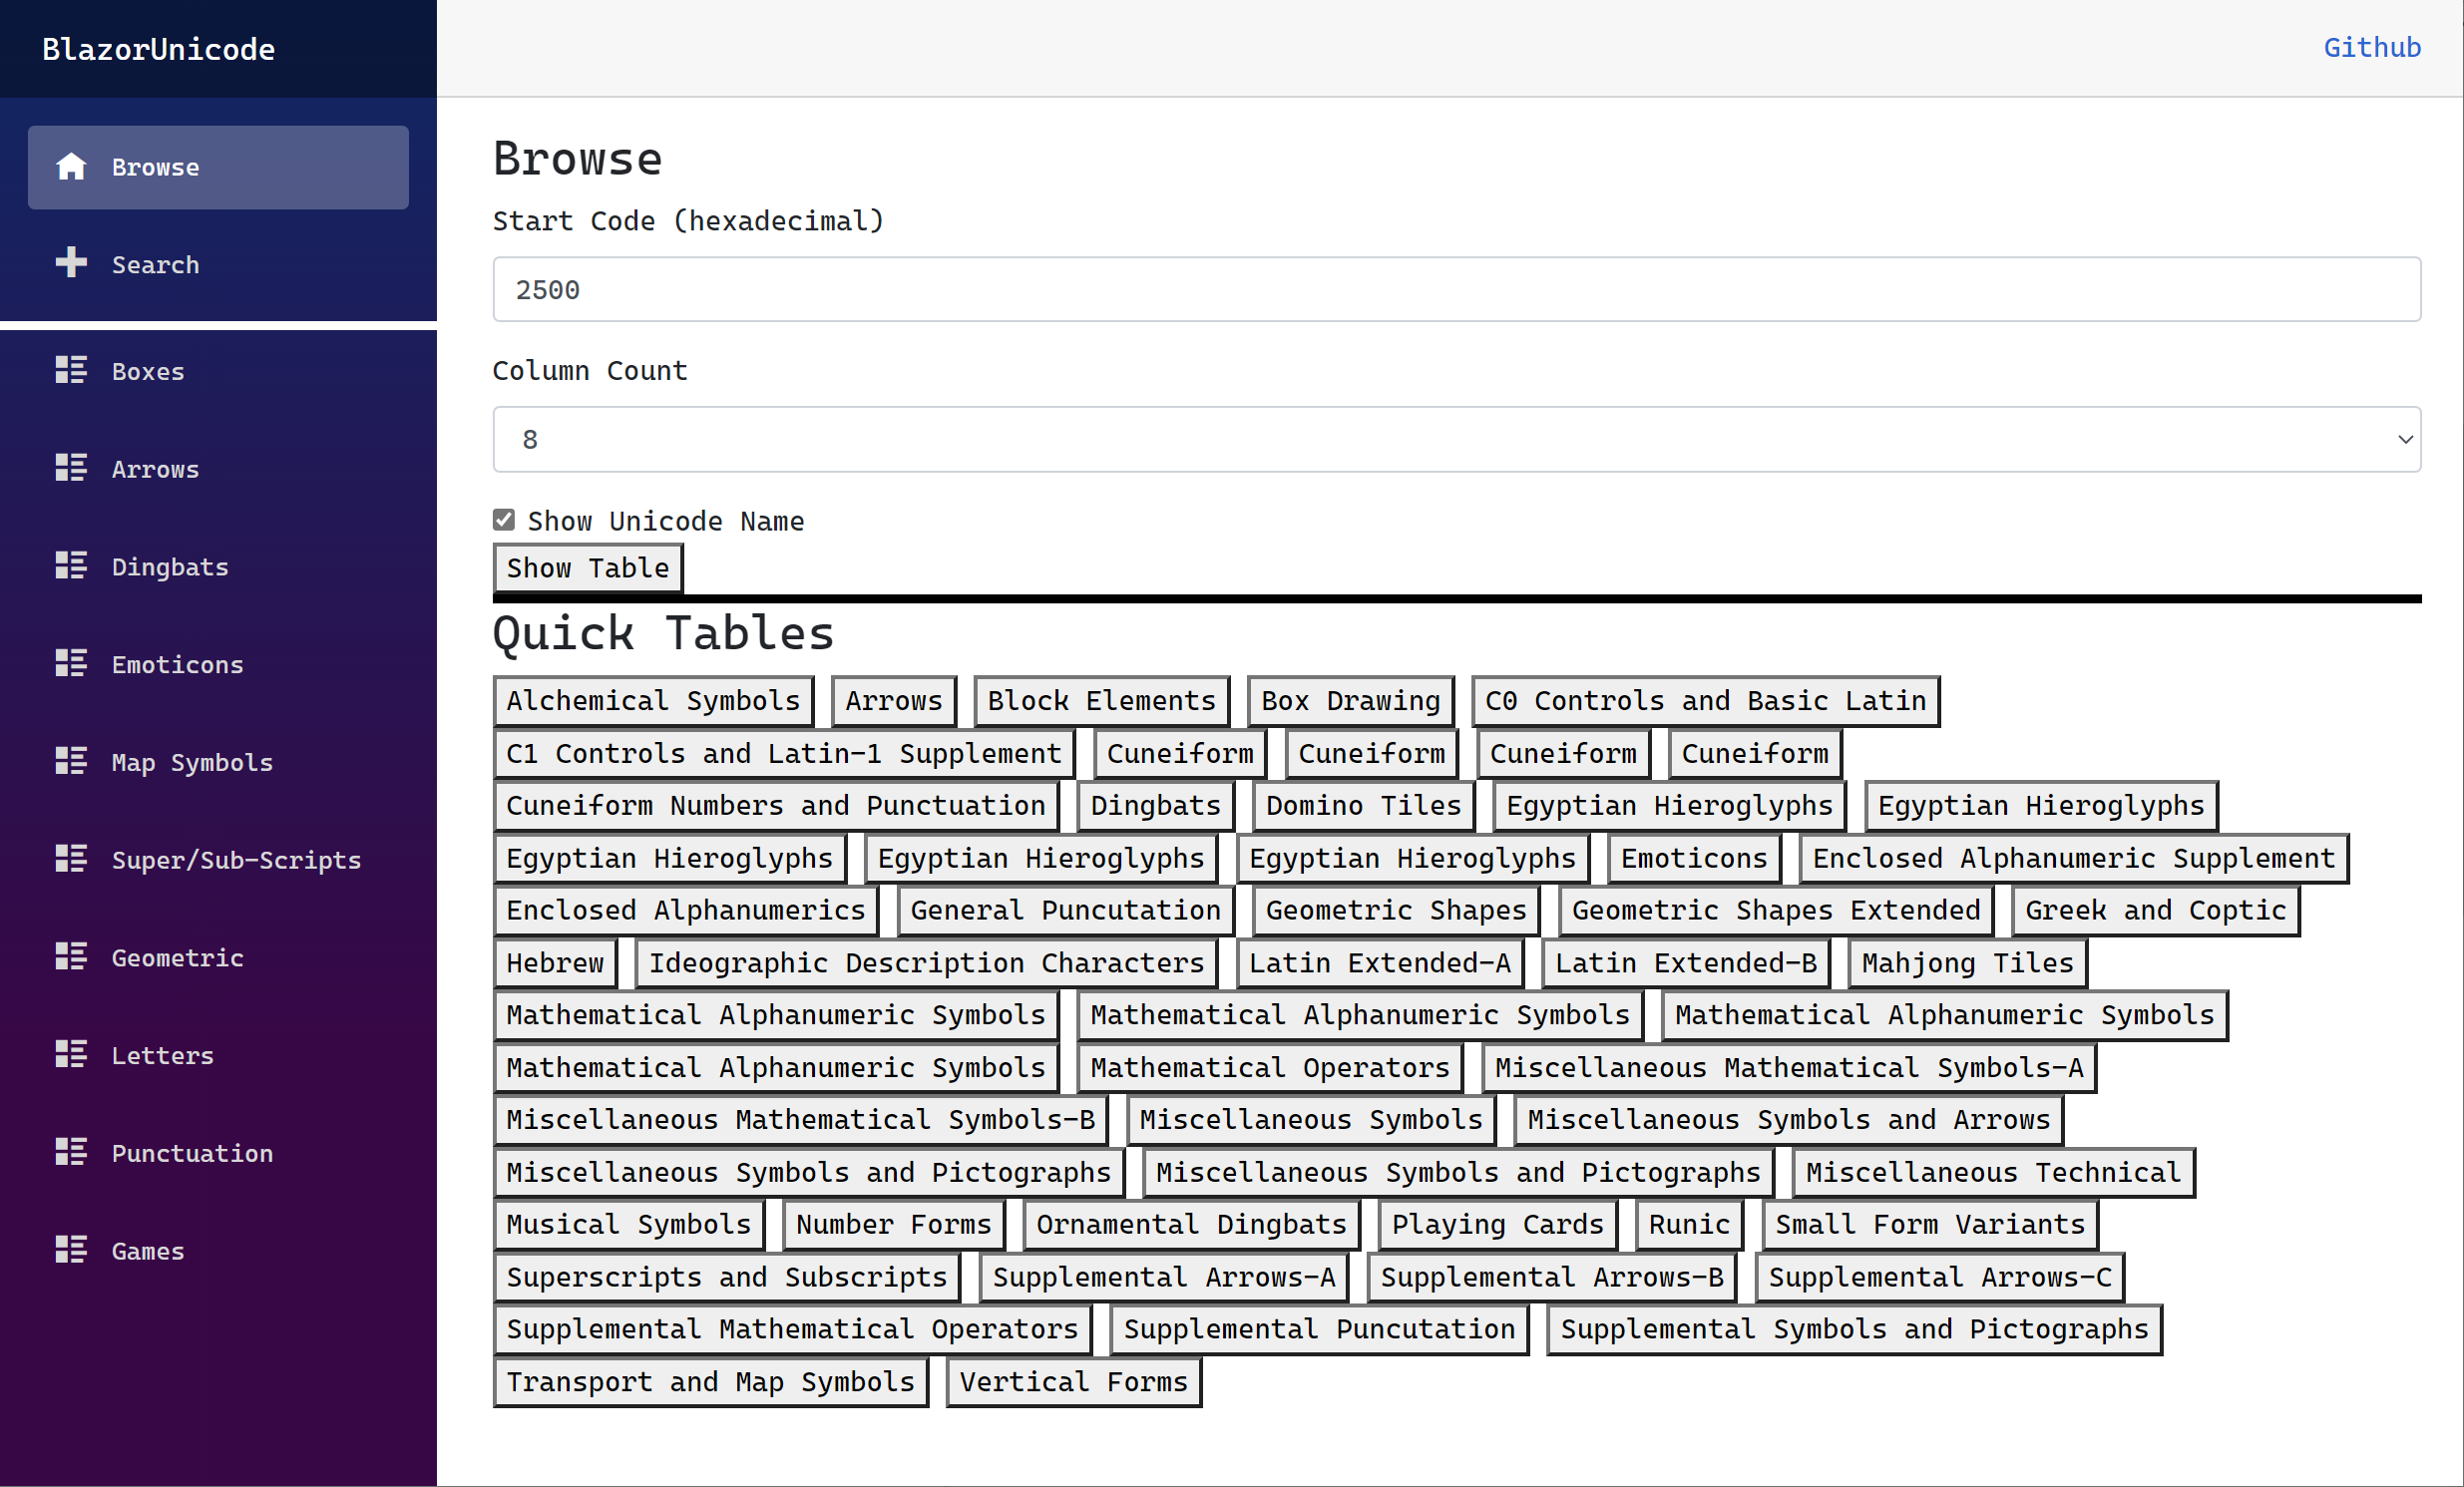 BlazorUnicode
Github
Browse
Search
Boxes
Arrows
Dingbats
Emoticons
Map Symbols
Super/Sub-Scripts
Geometric
Letters
Punctuation
Games
Browse
Start Code (hexadecimal)
2500
Column Count
8
Show Unicode Name
Show Table
Quick Tables
Alchemical Symbols Arrows Block Elements Box Drawing C0 Controls and Basic Latin
C1 Controls and Latin-1 Supplement Cuneiform Cuneiform Cuneiform Cuneiform
Cuneiform Numbers and Punctuation Dingbats Domino Tiles Egyptian Hieroglyphs Egyptian Hieroglyphs
Egyptian Hieroglyphs Egyptian Hieroglyphs Egyptian Hieroglyphs Emoticons Enclosed Alphanumeric Supplement
Enclosed Alphanumerics General Puncutation Geometric Shapes Geometric Shapes Extended Greek and Coptic
Hebrew Ideographic Description Characters Latin Extended-A Latin Extended-B Mahjong Tiles
Mathematical Alphanumeric Symbols Mathematical Alphanumeric Symbols Mathematical Alphanumeric Symbols
Mathematical Alphanumeric Symbols Mathematical Operators Miscellaneous Mathematical Symbols-A
Miscellaneous Mathematical Symbols-B Miscellaneous Symbols Miscellaneous Symbols and Arrows
Miscellaneous Symbols and Pictographs Miscellaneous Symbols and Pictographs Miscellaneous Technical
Musical Symbols Number Forms Ornamental Dingbats Playing Cards Runic Small Form Variants
Superscripts and Subscripts Supplemental Arrows-A Supplemental Arrows-B Supplemental Arrows-C
Supplemental Mathematical Operators Supplemental Puncutation Supplemental Symbols and Pictographs
Transport and Map Symbols Vertical Forms